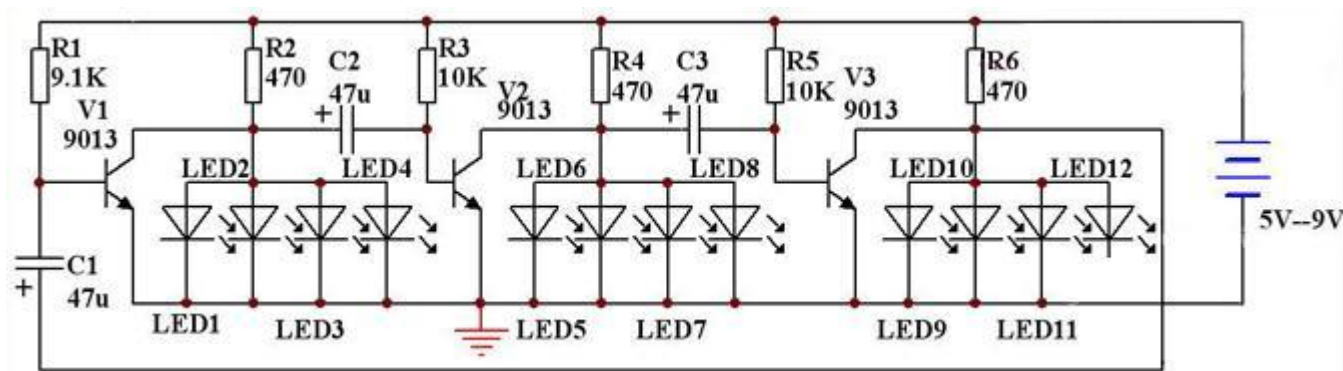 R1
9.1K
V1
9013
R2
470
C2
47u
R3
10K
V2
9013
R4
470
C3
47u
R5
10K
V3
9013
R6
470
LED2
LED4
LED6
LED8
LED10
LED12
5V--9V
+
+
+
C1
47u
LED1
LED3
LED5
LED7
LED9
LED11